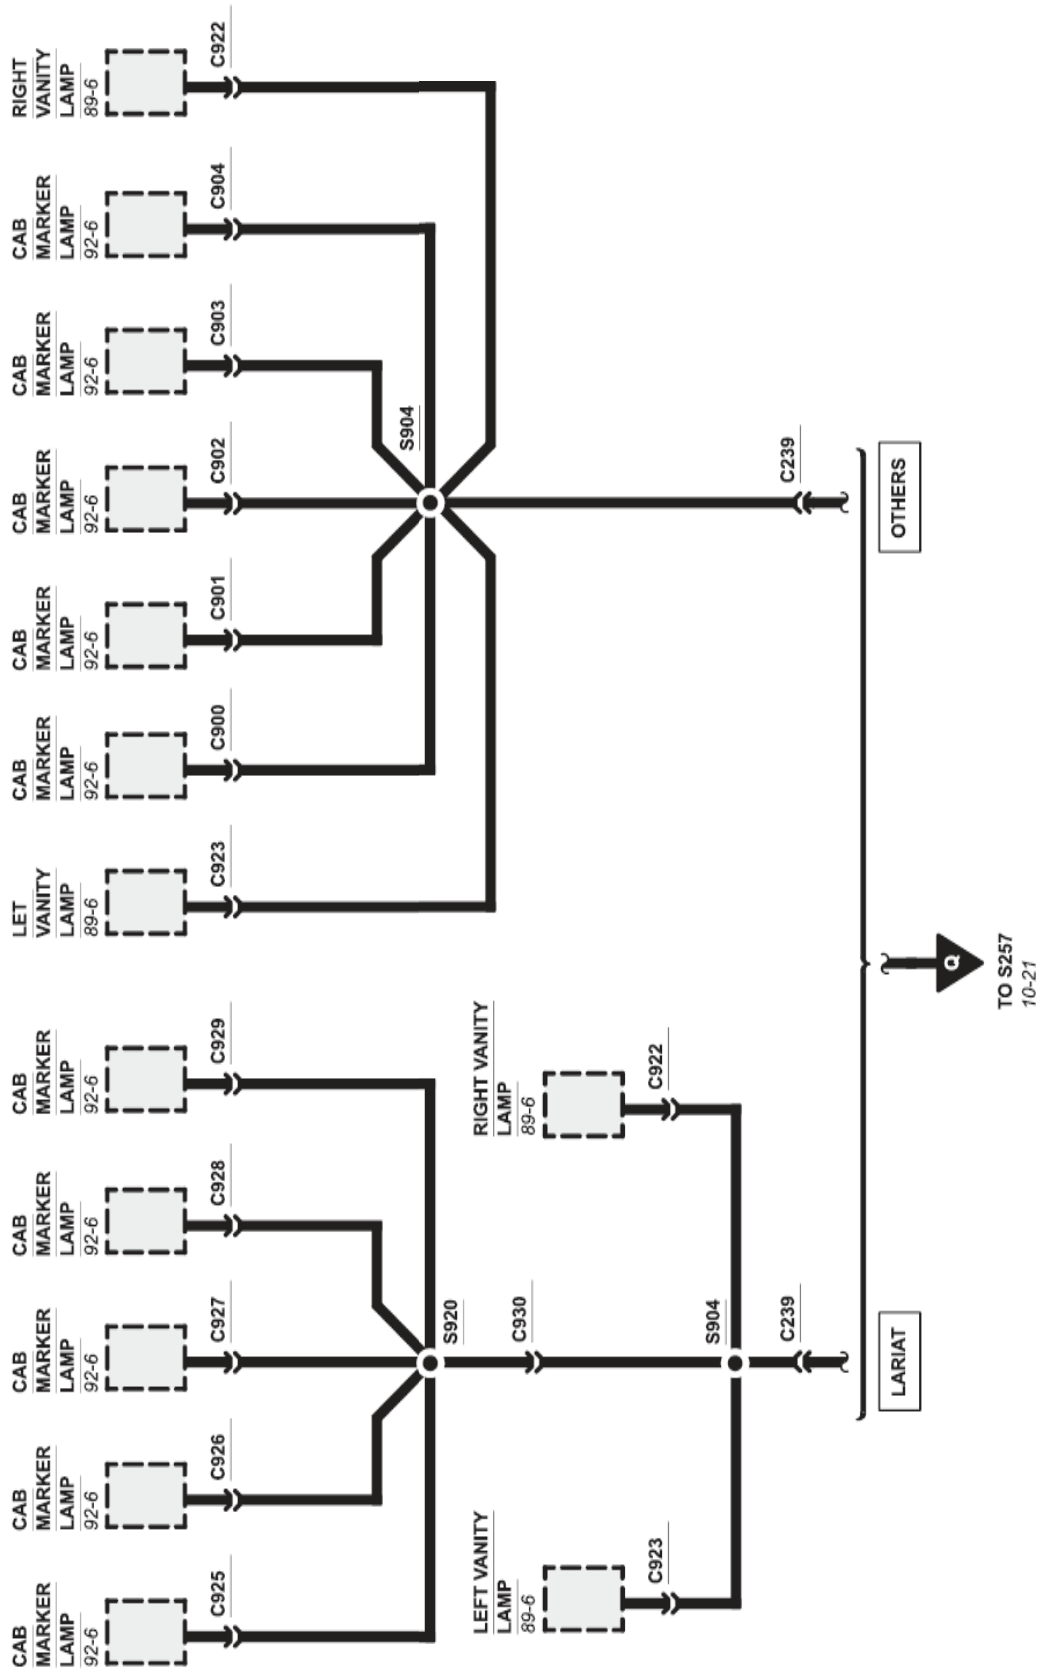 CAB
MARKER
LAMP
92-6
C925
CAB
MARKER
LAMP
92-6
C926
CAB
MARKER
LAMP
92-6
C927
CAB
MARKER
LAMP
92-6
C928
CAB
MARKER
LAMP
92-6
C929
LET
VANITY
LAMP
89-6
C923
CAB
MARKER
LAMP
92-6
C900
CAB
MARKER
LAMP
92-6
C901
CAB
MARKER
LAMP
92-6
C902
CAB
MARKER
LAMP
92-6
C903
CAB
MARKER
LAMP
92-6
C904
RIGHT
VANITY
LAMP
89-6
C922
S920
S904
LEFT VANITY
LAMP
89-6
C923
C930
RIGHT VANITY
LAMP
89-6
C922
S904
C239
C239
LARIAT
OTHERS
Q
TO S257
10-21